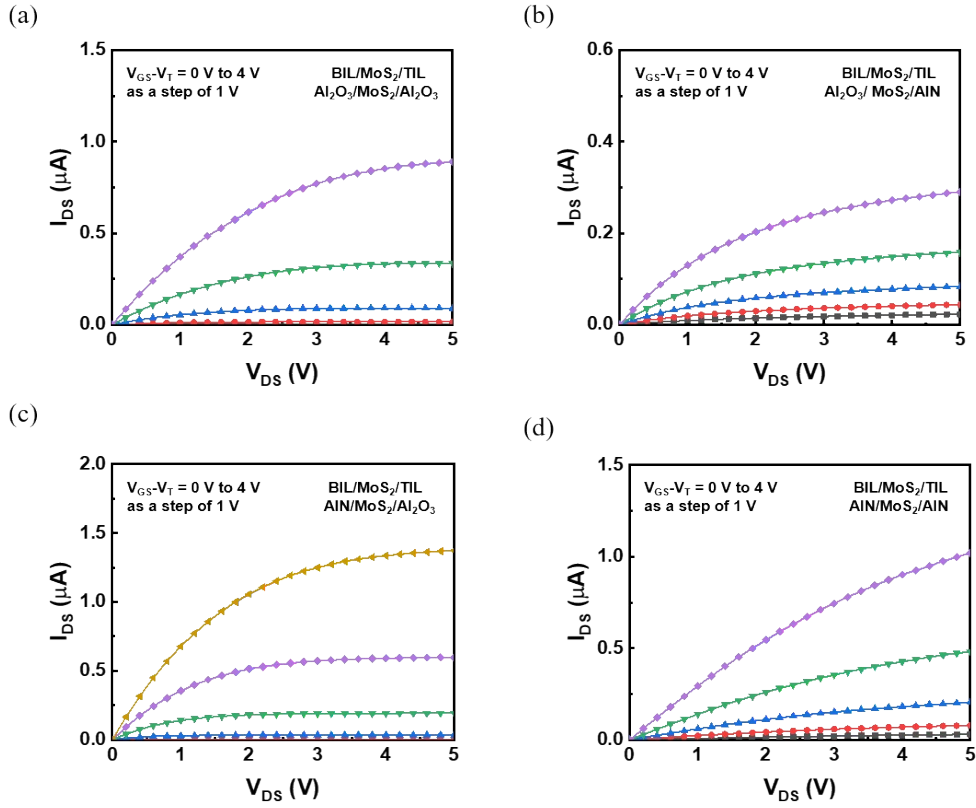 (a)
1.5
1.0
0.5
0.0
0 1 2 3 4 5
I_DS (μA)
V_DS (V)
V_GS-V_T = 0 V to 4 V
as a step of 1 V
BIL/MoS₂/TIL
Al₂O₃/MoS₂/Al₂O₃
(b)
0.6
0.4
0.2
0.0
0 1 2 3 4 5
I_DS (μA)
V_DS (V)
V_GS-V_T = 0 V to 4 V
as a step of 1 V
BIL/MoS₂/TIL
Al₂O₃/ MoS₂/AlN
(c)
2.0
1.5
1.0
0.5
0.0
0 1 2 3 4 5
I_DS (μA)
V_DS (V)
V_GS-V_T = 0 V to 4 V
as a step of 1 V
BIL/MoS₂/TIL
AlN/MoS₂/Al₂O₃
(d)
1.5
1.0
0.5
0.0
0 1 2 3 4 5
I_DS (μA)
V_DS (V)
V_GS-V_T = 0 V to 4 V
as a step of 1 V
BIL/MoS₂/TIL
AlN/MoS₂/AlN